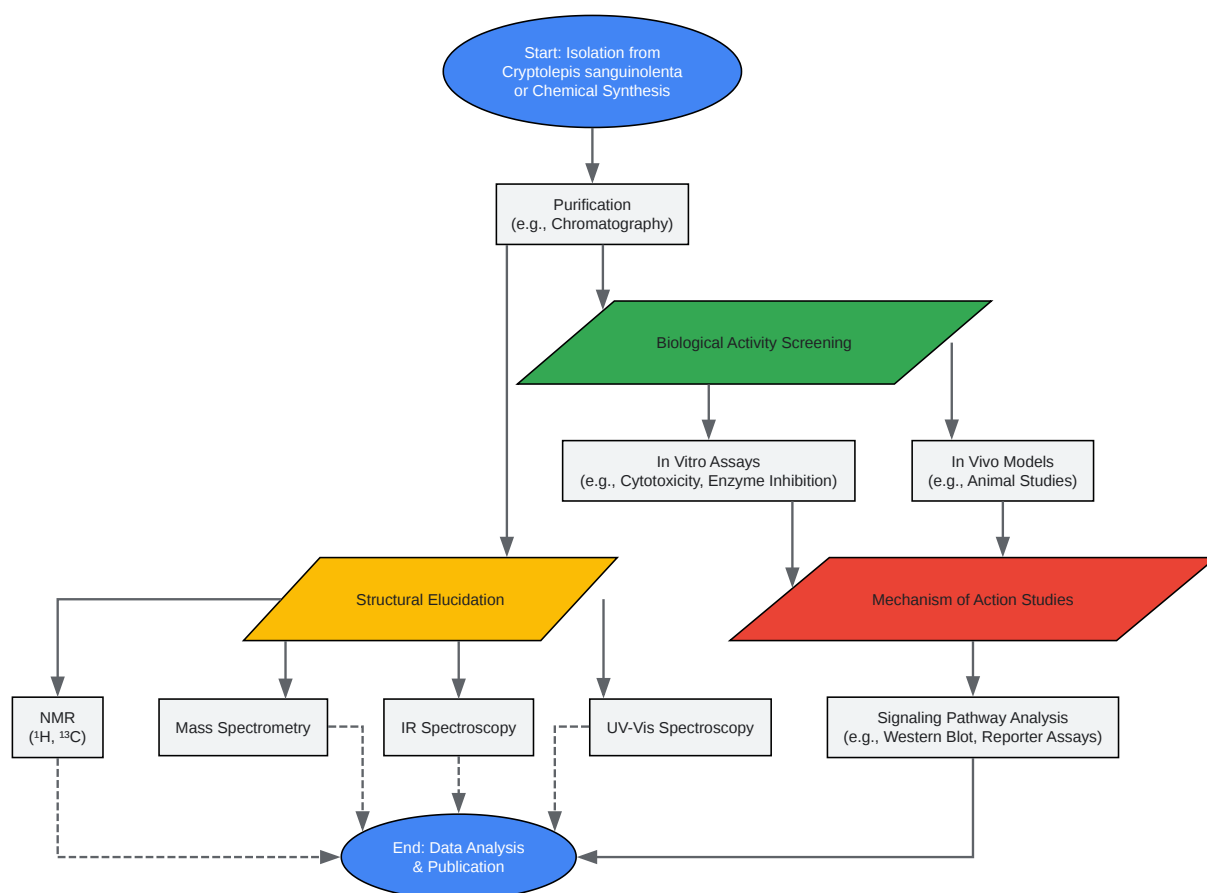 Start: Isolation from
Cryptolepis sanguinolenta
or Chemical Synthesis
Purification
(e.g., Chromatography)
Biological Activity Screening
In Vitro Assays
(e.g., Cytotoxicity, Enzyme Inhibition)
In Vivo Models
(e.g., Animal Studies)
Structural Elucidation
Mechanism of Action Studies
NMR
(¹H, ¹³C)
Mass Spectrometry
IR Spectroscopy
UV-Vis Spectroscopy
Signaling Pathway Analysis
(e.g., Western Blot, Reporter Assays)
End: Data Analysis
& Publication